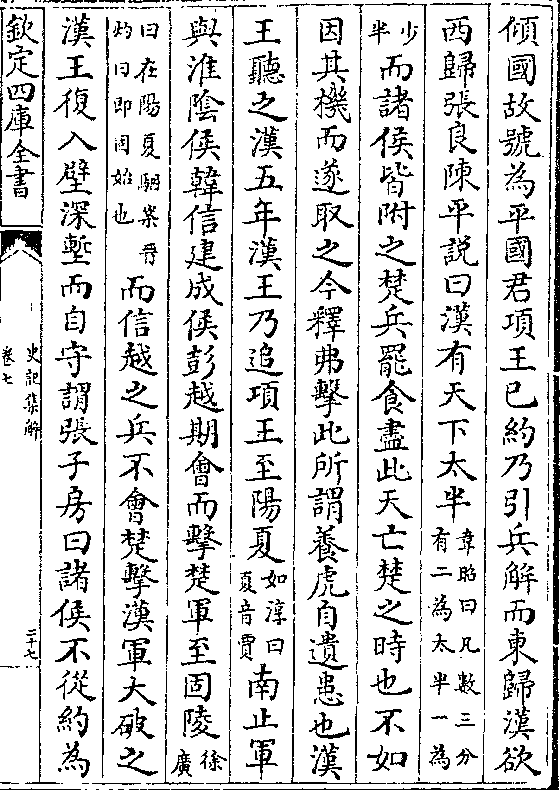 傾國故號為平國君項王已約乃引兵解而東歸漢欲
西歸張良陳平説曰漢有天下太半韋昭曰凡數三分有二為太半一為
少半而諸侯皆附之楚兵罷食盡此天亡楚之時也不如
因其機而遂取之今釋弗擊此所謂養虎自遺患也漢
王聽之漢五年漢王乃追項王至陽夏如淳曰夏音賈南止軍
與淮陰侯韓信建成侯彭越期會而擊楚軍至固陵徐廣
曰在陽夏駰案晉灼曰即固始也而信越之兵不會楚擊漢軍大破之
漢王復入壁深塹而自守謂張子房曰諸侯不從約為
欽定四庫全書
史記集解
卷七
二十七